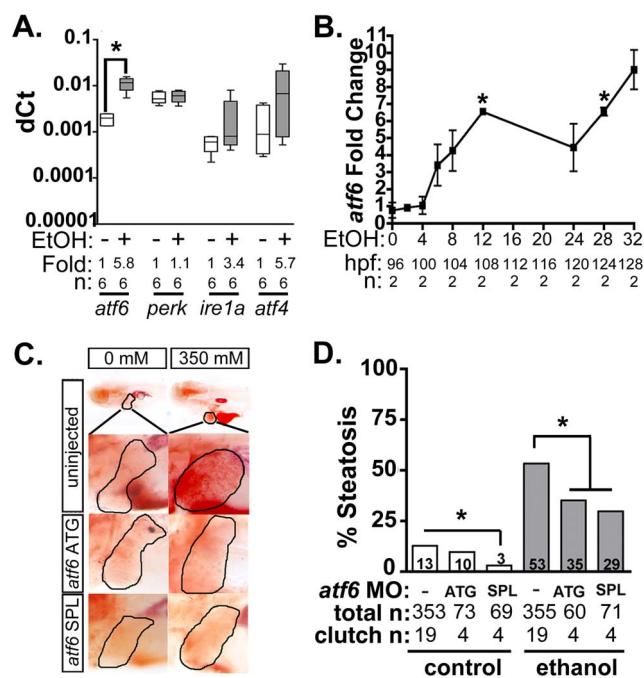 A.
*
dCt
0.1
0.01
0.001
0.0001
0.00001
EtOH: - + - + - + - +
Fold: 1 5.8 1 1.1 1 3.4 1 5.7
n: 6 6 6 6 6 6 6 6
atf6 perk ire1a atf4
B.
atf6 Fold Change
11
10
9
8
7
6
5
4
3
2
1
0
* *
EtOH: 0 4 8 12 16 20 24 28 32
hpf: 96 100 104 108 112 116 120 124 128
n: 2 2 2 2 2 2 2 2 2
C.
0 mM 350 mM
uninjected
atf6 ATG
atf6 SPL
D.
% Steatosis
100
75
50
25
0
* *
13 10 3 53 35 29
atf6 MO: - ATG SPL - ATG SPL
total n: 353 73 69 355 60 71
clutch n: 19 4 4 19 4 4
control ethanol